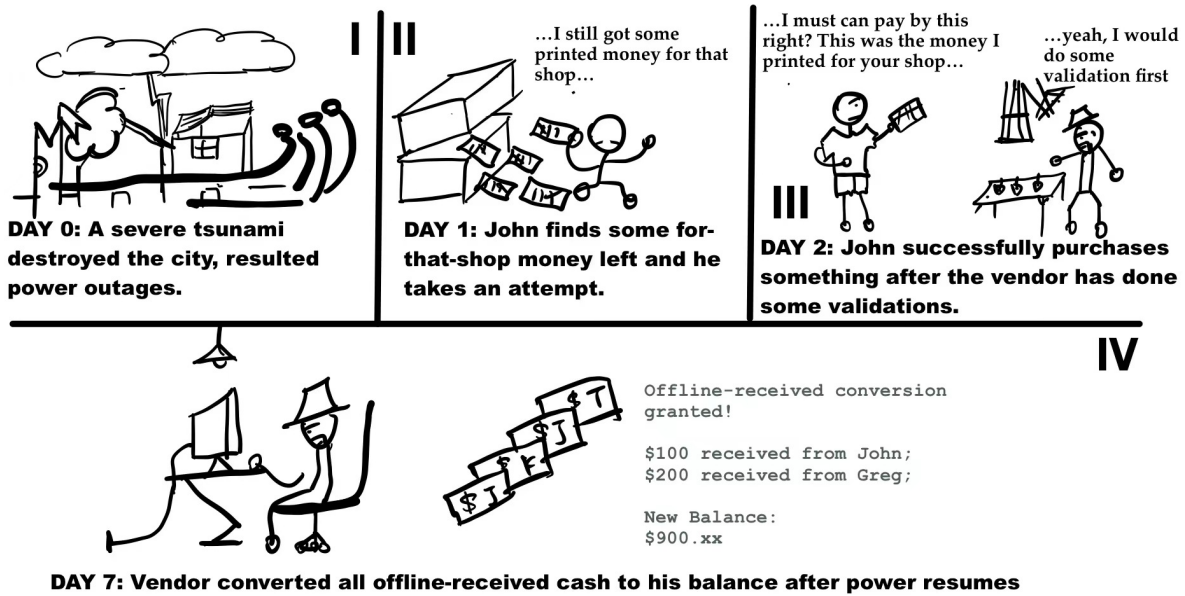 I
II
…I still got some
printed money for that
shop…
…I must can pay by this
right? This was the money I
printed for your shop…
…yeah, I would
do some
validation first
III
DAY 0: A severe tsunami
destroyed the city, resulted
power outages.
DAY 1: John finds some for-
that-shop money left and he
takes an attempt.
DAY 2: John successfully purchases
something after the vendor has done
some validations.
IV
$ T
$ J
$ K
$ J
Offline-received conversion
granted!
$100 received from John;
$200 received from Greg;
New Balance:
$900.xx
DAY 7: Vendor converted all offline-received cash to his balance after power resumes